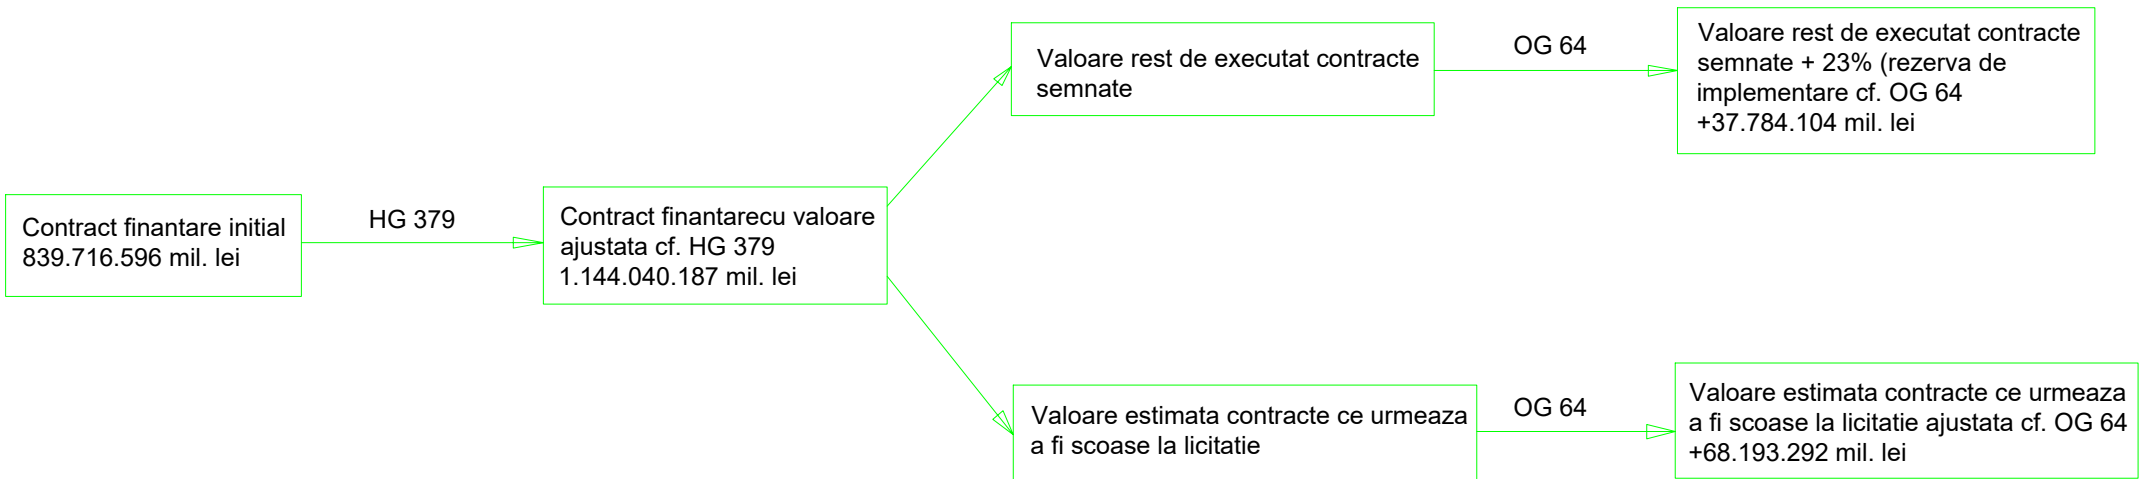 Contract finantare initial
839.716.596 mil. lei
HG 379
Contract finantarecu valoare
ajustata cf. HG 379
1.144.040.187 mil. lei
Valoare rest de executat contracte
semnate
OG 64
Valoare rest de executat contracte
semnate + 23% (rezerva de
implementare cf. OG 64
+37.784.104 mil. lei
Valoare estimata contracte ce urmeaza
a fi scoase la licitatie
OG 64
Valoare estimata contracte ce urmeaza
a fi scoase la licitatie ajustata cf. OG 64
+68.193.292 mil. lei